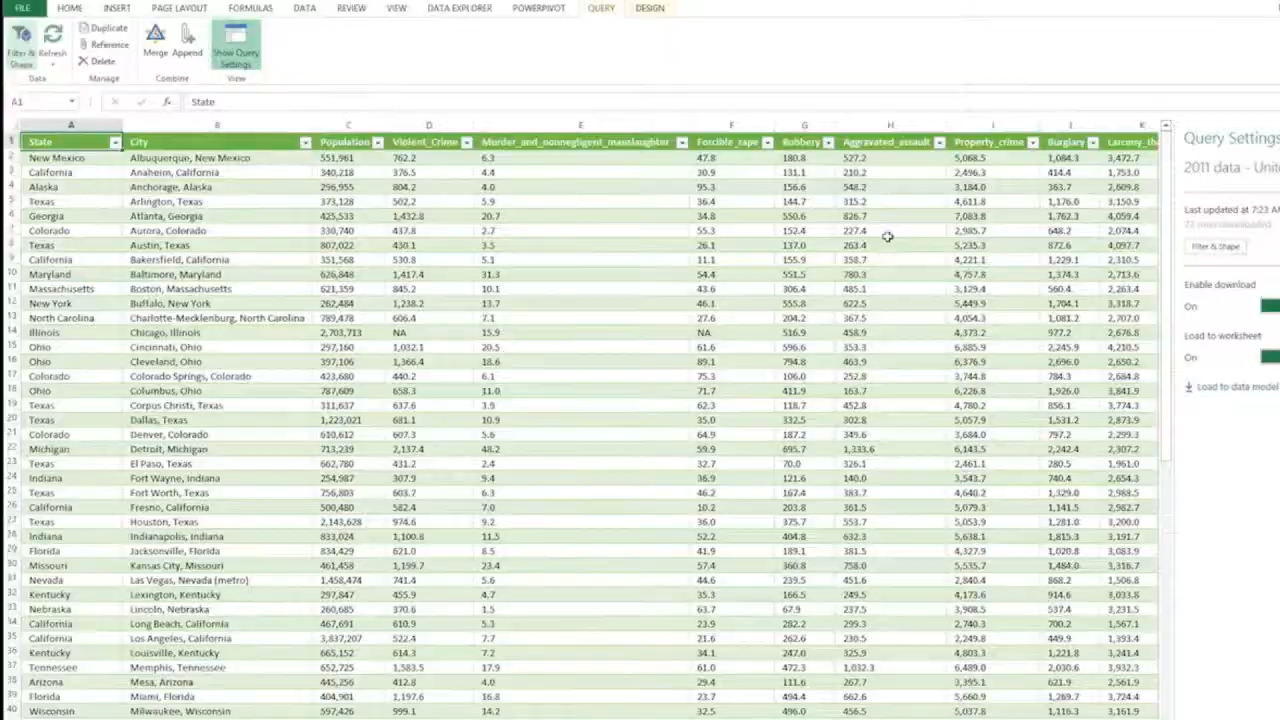 FILE HOME INSERT PAGE LAYOUT FORMULAS DATA REVIEW VIEW DATA EXPLORER POWERPIVOT QUERY DESIGN
Filter & Shape Refresh Duplicate Reference Delete Merge Append Show Query Settings
Data Manage Combine View
A1 State
A B C D E F G H I J K
1 State City Population Violent_Crime Murder_and_nonnegligent_manslaughter Forcible_rape Robbery Aggravated_assault Property_crime Burglary
2 New Mexico Albuquerque, New Mexico 551,961 762.2 6.3 47.8 180.8 527.2 5,068.5 1,084.3 3,472.7
3 California Anaheim, California 340,218 376.5 4.4 30.9 131.1 210.2 2,496.3 414.4 1,753.0
4 Alaska Anchorage, Alaska 296,955 804.2 4.0 95.3 156.6 548.2 3,184.0 363.7 2,609.8
5 Texas Arlington, Texas 373,128 502.2 5.9 36.4 144.7 315.2 4,611.8 1,176.0 3,150.9
6 Georgia Atlanta, Georgia 425,533 1,432.8 20.7 34.8 550.6 826.7 7,083.8 1,762.3 4,059.4
7 Colorado Aurora, Colorado 330,740 437.8 2.7 55.3 152.4 227.4 2,985.7 648.2 2,074.4
8 Texas Austin, Texas 807,022 430.1 3.5 26.1 137.0 263.4 5,235.3 872.6 4,097.7
9 California Bakersfield, California 351,568 530.8 5.1 11.1 155.9 358.7 4,221.1 1,229.1 2,310.5
10 Maryland Baltimore, Maryland 626,848 1,417.4 31.3 54.4 551.5 780.3 4,757.8 1,374.3 2,713.6
11 Massachusetts Boston, Massachusetts 621,359 845.2 10.1 43.6 306.4 485.1 3,129.4 560.4 2,263.4
12 New York Buffalo, New York 262,484 1,238.2 13.7 46.1 555.8 622.5 5,449.9 1,704.1 3,318.7
13 North Carolina Charlotte-Mecklenburg, North Carolina 789,478 606.4 7.1 27.6 204.2 367.5 4,054.3 1,081.2 2,707.0
14 Illinois Chicago, Illinois 2,703,713 NA 15.9 NA 516.9 458.9 4,373.2 977.2 2,676.8
15 Ohio Cincinnati, Ohio 297,160 1,032.1 20.5 61.6 596.6 353.3 6,885.9 2,245.9 4,210.5
16 Ohio Cleveland, Ohio 397,106 1,366.4 18.6 89.1 794.8 463.9 6,376.9 2,696.0 2,650.2
17 Colorado Colorado Springs, Colorado 423,680 440.2 6.1 75.3 106.0 252.8 3,744.8 784.3 2,684.8
18 Ohio Columbus, Ohio 787,609 658.3 11.0 71.7 411.9 163.7 6,226.8 1,926.0 3,841.9
19 Texas Corpus Christi, Texas 311,637 637.6 3.9 62.3 118.7 452.8 4,780.2 856.1 3,774.3
20 Texas Dallas, Texas 1,223,021 681.1 10.9 35.0 332.5 302.8 5,057.9 1,531.2 2,873.9
21 Colorado Denver, Colorado 610,612 607.3 5.6 64.9 187.2 349.6 3,684.0 797.2 2,299.3
22 Michigan Detroit, Michigan 713,239 2,137.4 48.2 59.9 695.7 1,333.6 6,143.5 2,242.4 2,307.2
23 Texas El Paso, Texas 662,780 431.2 2.4 32.7 70.0 326.1 2,461.1 280.5 1,961.0
24 Indiana Fort Wayne, Indiana 254,987 307.9 9.4 36.9 121.6 140.0 3,543.7 740.4 2,654.3
25 Texas Fort Worth, Texas 756,803 603.7 6.3 46.2 167.4 383.7 4,640.2 1,329.0 2,988.5
26 California Fresno, California 500,480 582.4 7.0 10.2 203.8 361.5 5,079.3 1,141.5 2,982.7
27 Texas Houston, Texas 2,143,628 974.6 9.2 36.0 375.7 553.7 5,053.9 1,281.0 3,200.0
28 Indiana Indianapolis, Indiana 833,024 1,100.8 11.5 52.2 404.8 632.3 5,638.1 1,815.3 3,191.7
29 Florida Jacksonville, Florida 834,429 621.0 8.5 41.9 189.1 381.5 4,327.9 1,020.8 3,083.9
30 Missouri Kansas City, Missouri 461,458 1,199.7 23.4 57.4 360.8 758.0 5,535.7 1,484.0 3,316.7
31 Nevada Las Vegas, Nevada (metro) 1,458,474 741.4 5.6 44.6 239.5 451.6 2,840.4 868.2 1,506.8
32 Kentucky Lexington, Kentucky 297,847 455.9 4.7 35.3 166.5 249.5 4,173.6 914.6 3,033.8
33 Nebraska Lincoln, Nebraska 260,685 370.6 1.5 63.7 67.9 237.5 3,908.5 537.4 3,231.5
34 California Long Beach, California 467,691 610.9 5.3 23.9 282.2 299.3 2,740.3 700.2 1,567.1
35 California Los Angeles, California 3,837,207 522.4 7.7 21.6 262.6 230.5 2,249.8 449.9 1,393.4
36 Kentucky Louisville, Kentucky 665,152 614.3 7.2 34.1 247.0 325.9 4,803.3 1,221.8 3,241.4
37 Tennessee Memphis, Tennessee 652,725 1,583.5 17.9 61.0 472.3 1,032.3 6,489.0 2,030.6 3,932.3
38 Arizona Mesa, Arizona 445,256 412.8 4.0 29.4 111.6 267.7 3,395.1 621.9 2,561.9
39 Florida Miami, Florida 404,901 1,197.6 16.8 23.7 494.4 662.6 5,660.9 1,269.7 3,724.4
40 Wisconsin Milwaukee, Wisconsin 597,426 999.1 14.2 32.5 496.0 456.5 5,037.8 1,116.3 3,161.9
Query Settings
2011 data - Unit
Last updated at 7:23 A
Filter & Shape
Enable download
On
Load to worksheet
On
Load to data model